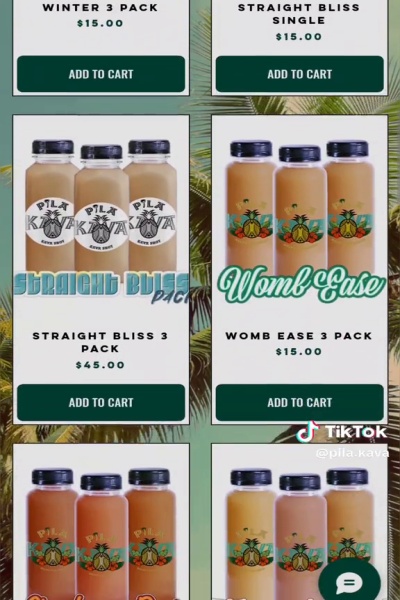 WINTER 3 PACK
$15.00
ADD TO CART
STRAIGHT BLISS
SINGLE
$15.00
ADD TO CART
PILA
KAVA
PILA
KAVA
PILA
KAVA
STRAIGHT BLISS
PACK
STRAIGHT BLISS 3
PACK
$45.00
ADD TO CART
Womb Ease
WOMB EASE 3 PACK
$15.00
ADD TO CART
TikTok
@pila.kava